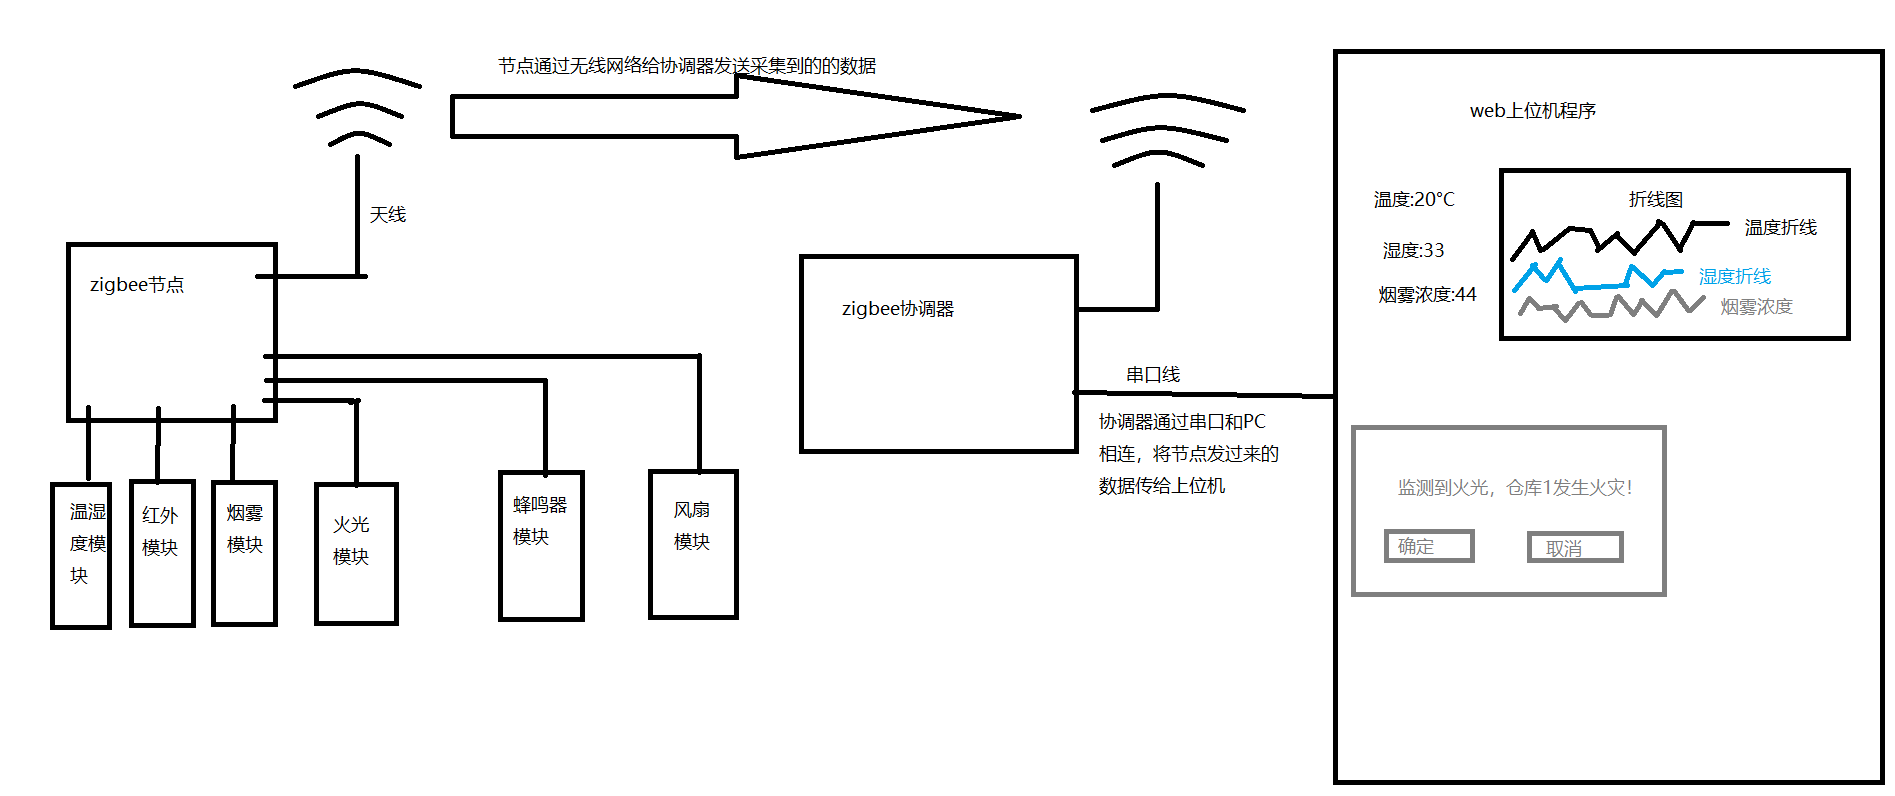 节点通过无线网络给协调器发送采集到的的数据
天线
zigbee节点
温湿
度模
块
红外
模块
烟雾
模块
火光
模块
蜂鸣器
模块
风扇
模块
zigbee协调器
串口线
协调器通过串口和PC
相连，将节点发过来的
数据传给上位机
web上位机程序
温度:20°C
湿度:33
烟雾浓度:44
折线图
温度折线
湿度折线
烟雾浓度
监测到火光，仓库1发生火灾！
确定
取消